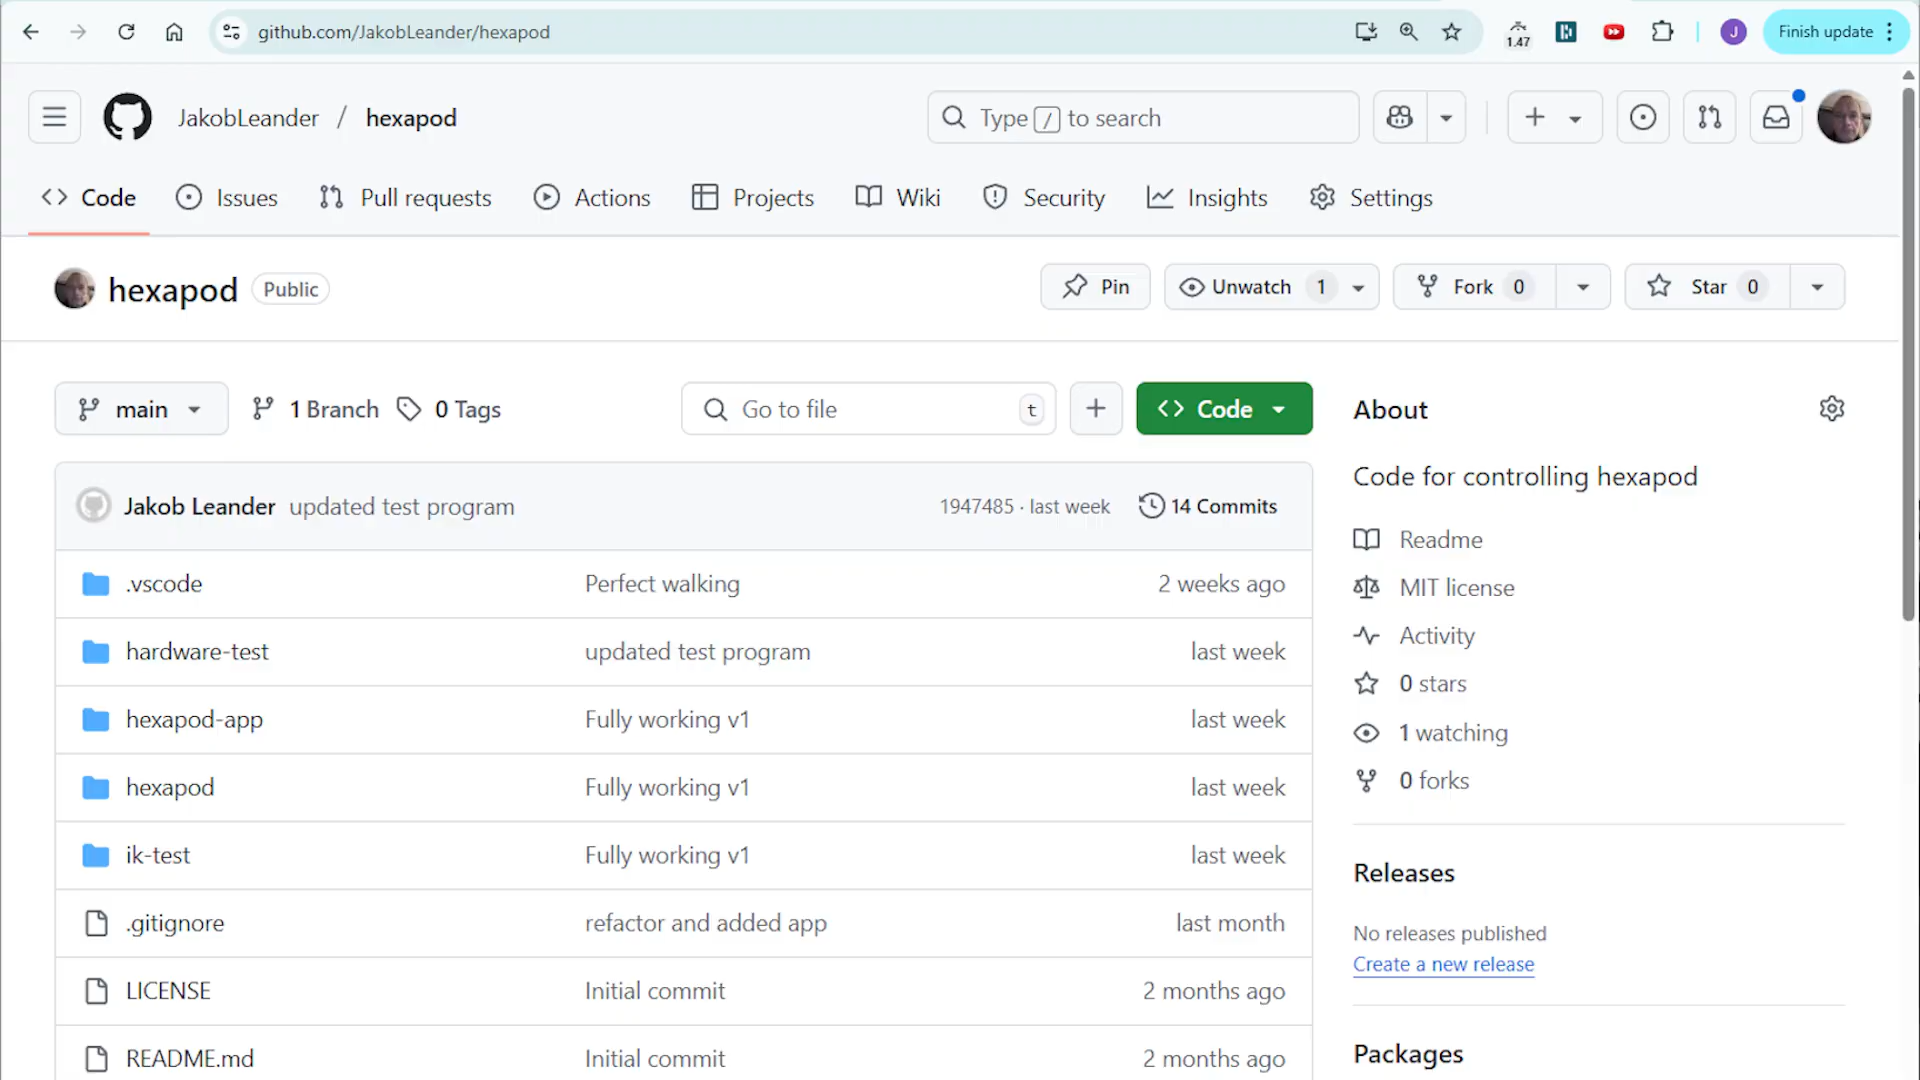 github.com/JakobLeander/hexapod
1.47
J
Finish update
JakobLeander / hexapod
Type / to search
Code
Issues
Pull requests
Actions
Projects
Wiki
Security
Insights
Settings
hexapod
Public
Pin
Unwatch 1
Fork 0
Star 0
main
1 Branch
0 Tags
Go to file
t
Code
About
Code for controlling hexapod
Jakob Leander updated test program 1947485 · last week 14 Commits
.vscode Perfect walking 2 weeks ago
hardware-test updated test program last week
hexapod-app Fully working v1 last week
hexapod Fully working v1 last week
ik-test Fully working v1 last week
.gitignore refactor and added app last month
LICENSE Initial commit 2 months ago
README.md Initial commit 2 months ago
Readme
MIT license
Activity
0 stars
1 watching
0 forks
Releases
No releases published
Create a new release
Packages